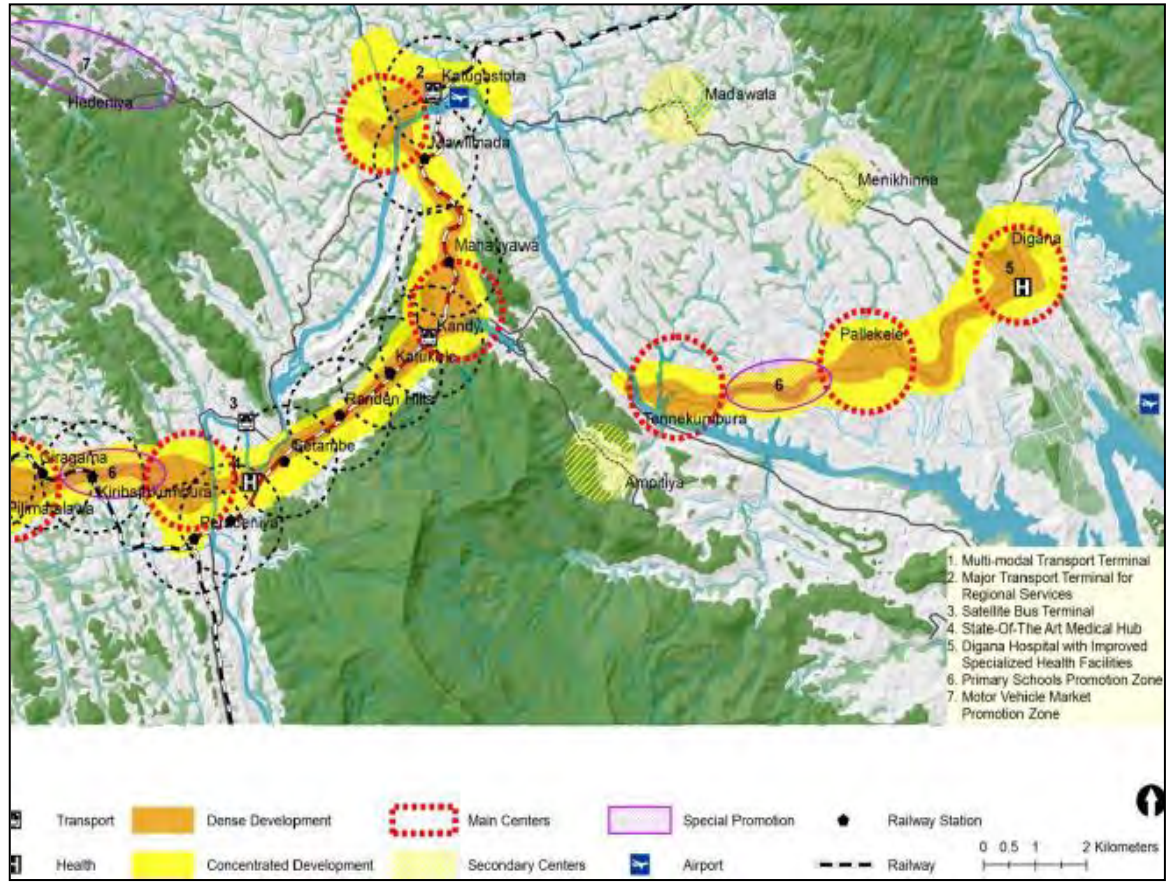 7
Hedeniya
2
Katugastota
Madawala
Mawilmada
Menikhinna
Mahaiyawa
Digana
5
H
Kandy
Pallekele
6
Randen Hills
Tennekumbura
3
Getambe
Giragama
6
H
Ampitiya
Peradeniya
1. Multi-modal Transport Terminal
2. Major Transport Terminal for
Regional Services
3. Satellite Bus Terminal
4. State-Of-The Art Medical Hub
5. Digana Hospital with Improved
Specialized Health Facilities
6. Primary Schools Promotion Zone
7. Motor Vehicle Market
Promotion Zone
Transport
Dense Development
Main Centers
Special Promotion
Railway Station
0 0.5 1 2 Kilometers
H
Health
Concentrated Development
Secondary Centers
Airport
Railway